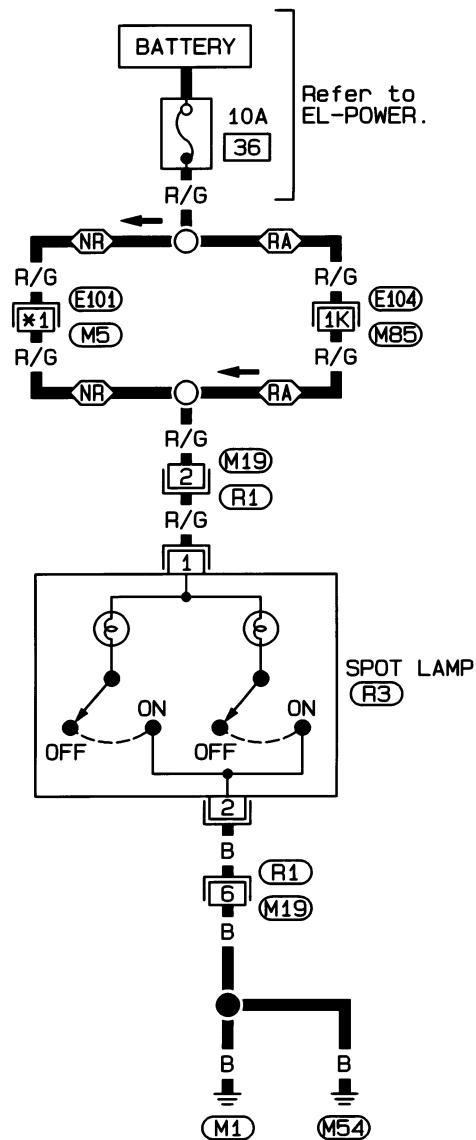 BATTERY
Refer to
EL-POWER.
10A
36
R/G
NR
RA
R/G
R/G
*1
E101
M5
1K
E104
M85
R/G
R/G
NR
RA
R/G
2
M19
R1
R/G
1
SPOT LAMP
R3
ON
ON
OFF
OFF
2
B
6
R1
M19
B
B
B
M1
M54